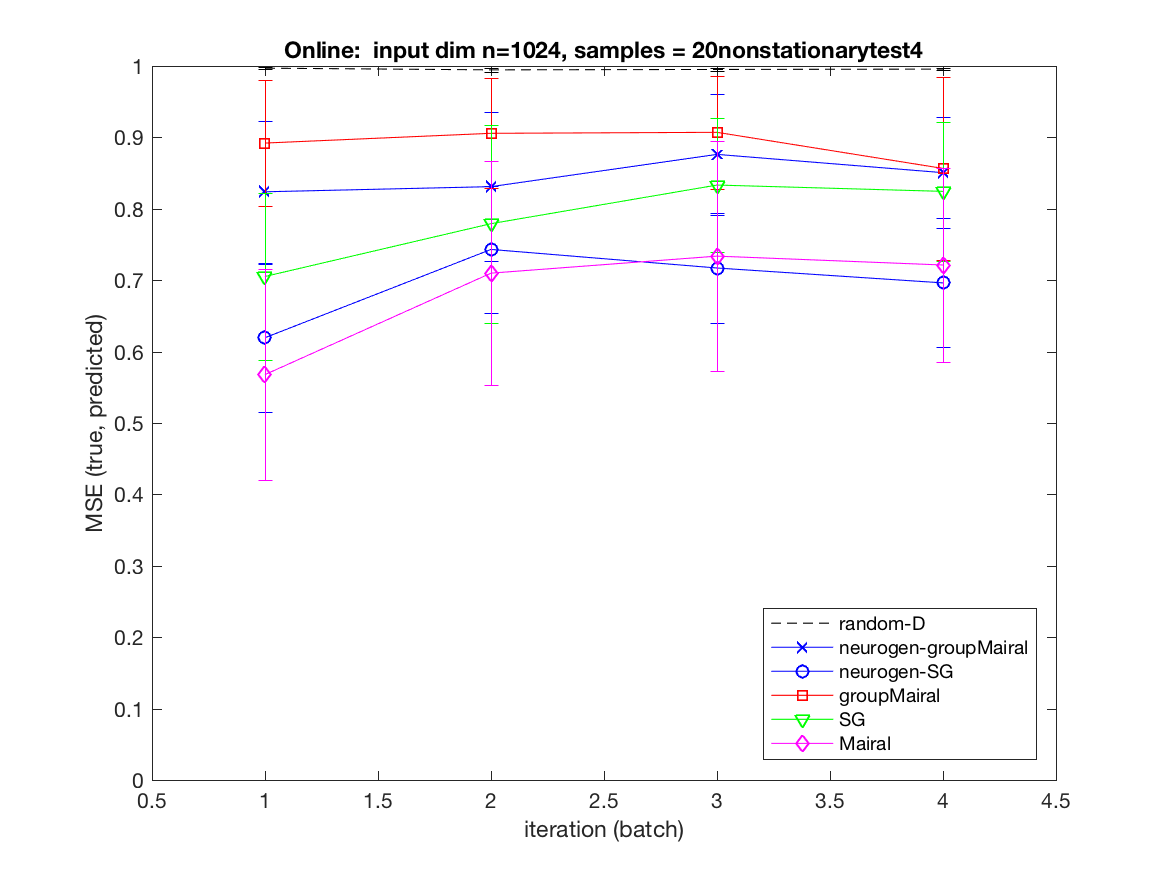 Online:  input dim n=1024, samples = 20nonstationarytest4
1
0.9
0.8
0.7
0.6
0.5
0.4
0.3
0.2
0.1
0
MSE (true, predicted)
0.5
1
1.5
2
2.5
3
3.5
4
4.5
iteration (batch)
random-D
neurogen-groupMairal
neurogen-SG
groupMairal
SG
Mairal